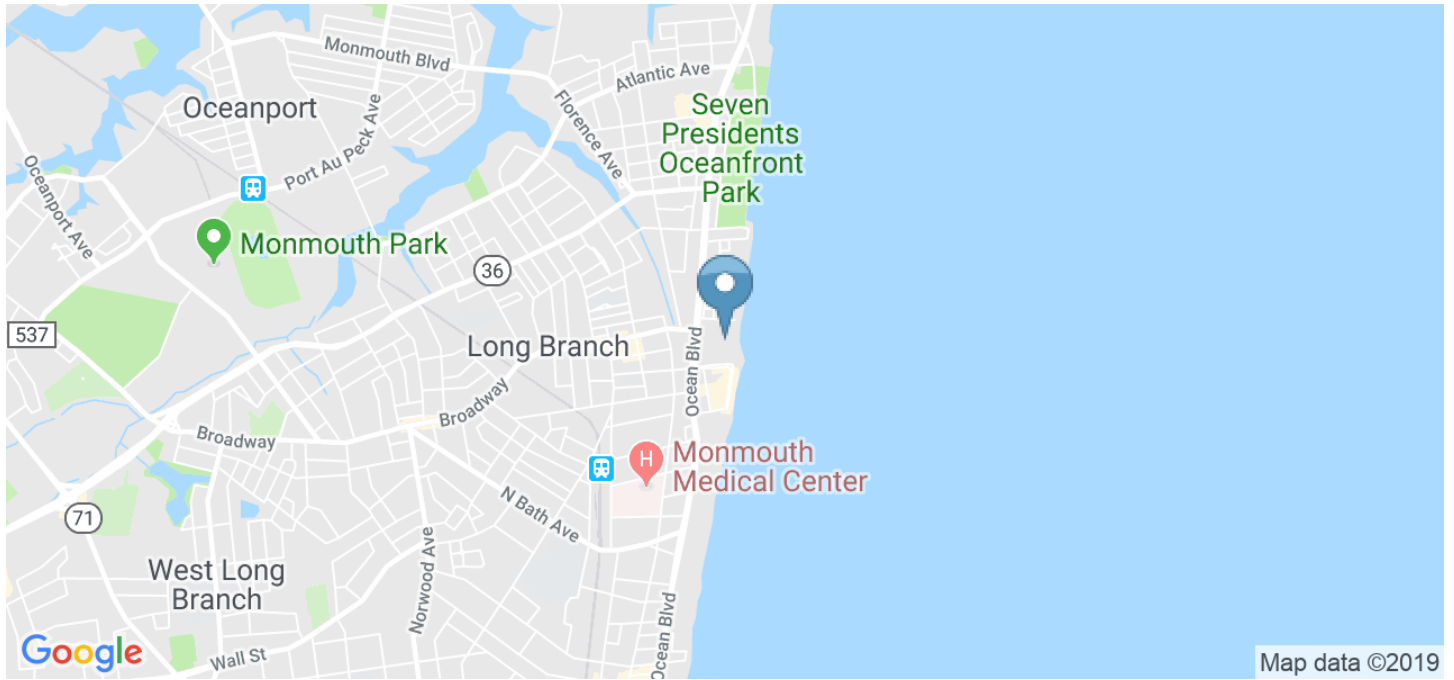 Monmouth Blvd
Atlantic Ave
Oceanport
Port Au Peck Ave
Florence Ave
Seven
Presidents
Oceanfront
Park
Oceanport Ave
Monmouth Park
36
537
Long Branch
Ocean Blvd
Broadway
Broadway
H
Monmouth
Medical Center
71
N Bath Ave
West Long
Branch
Norwood Ave
Ocean Blvd
Wall St
Google
Map data ©2019